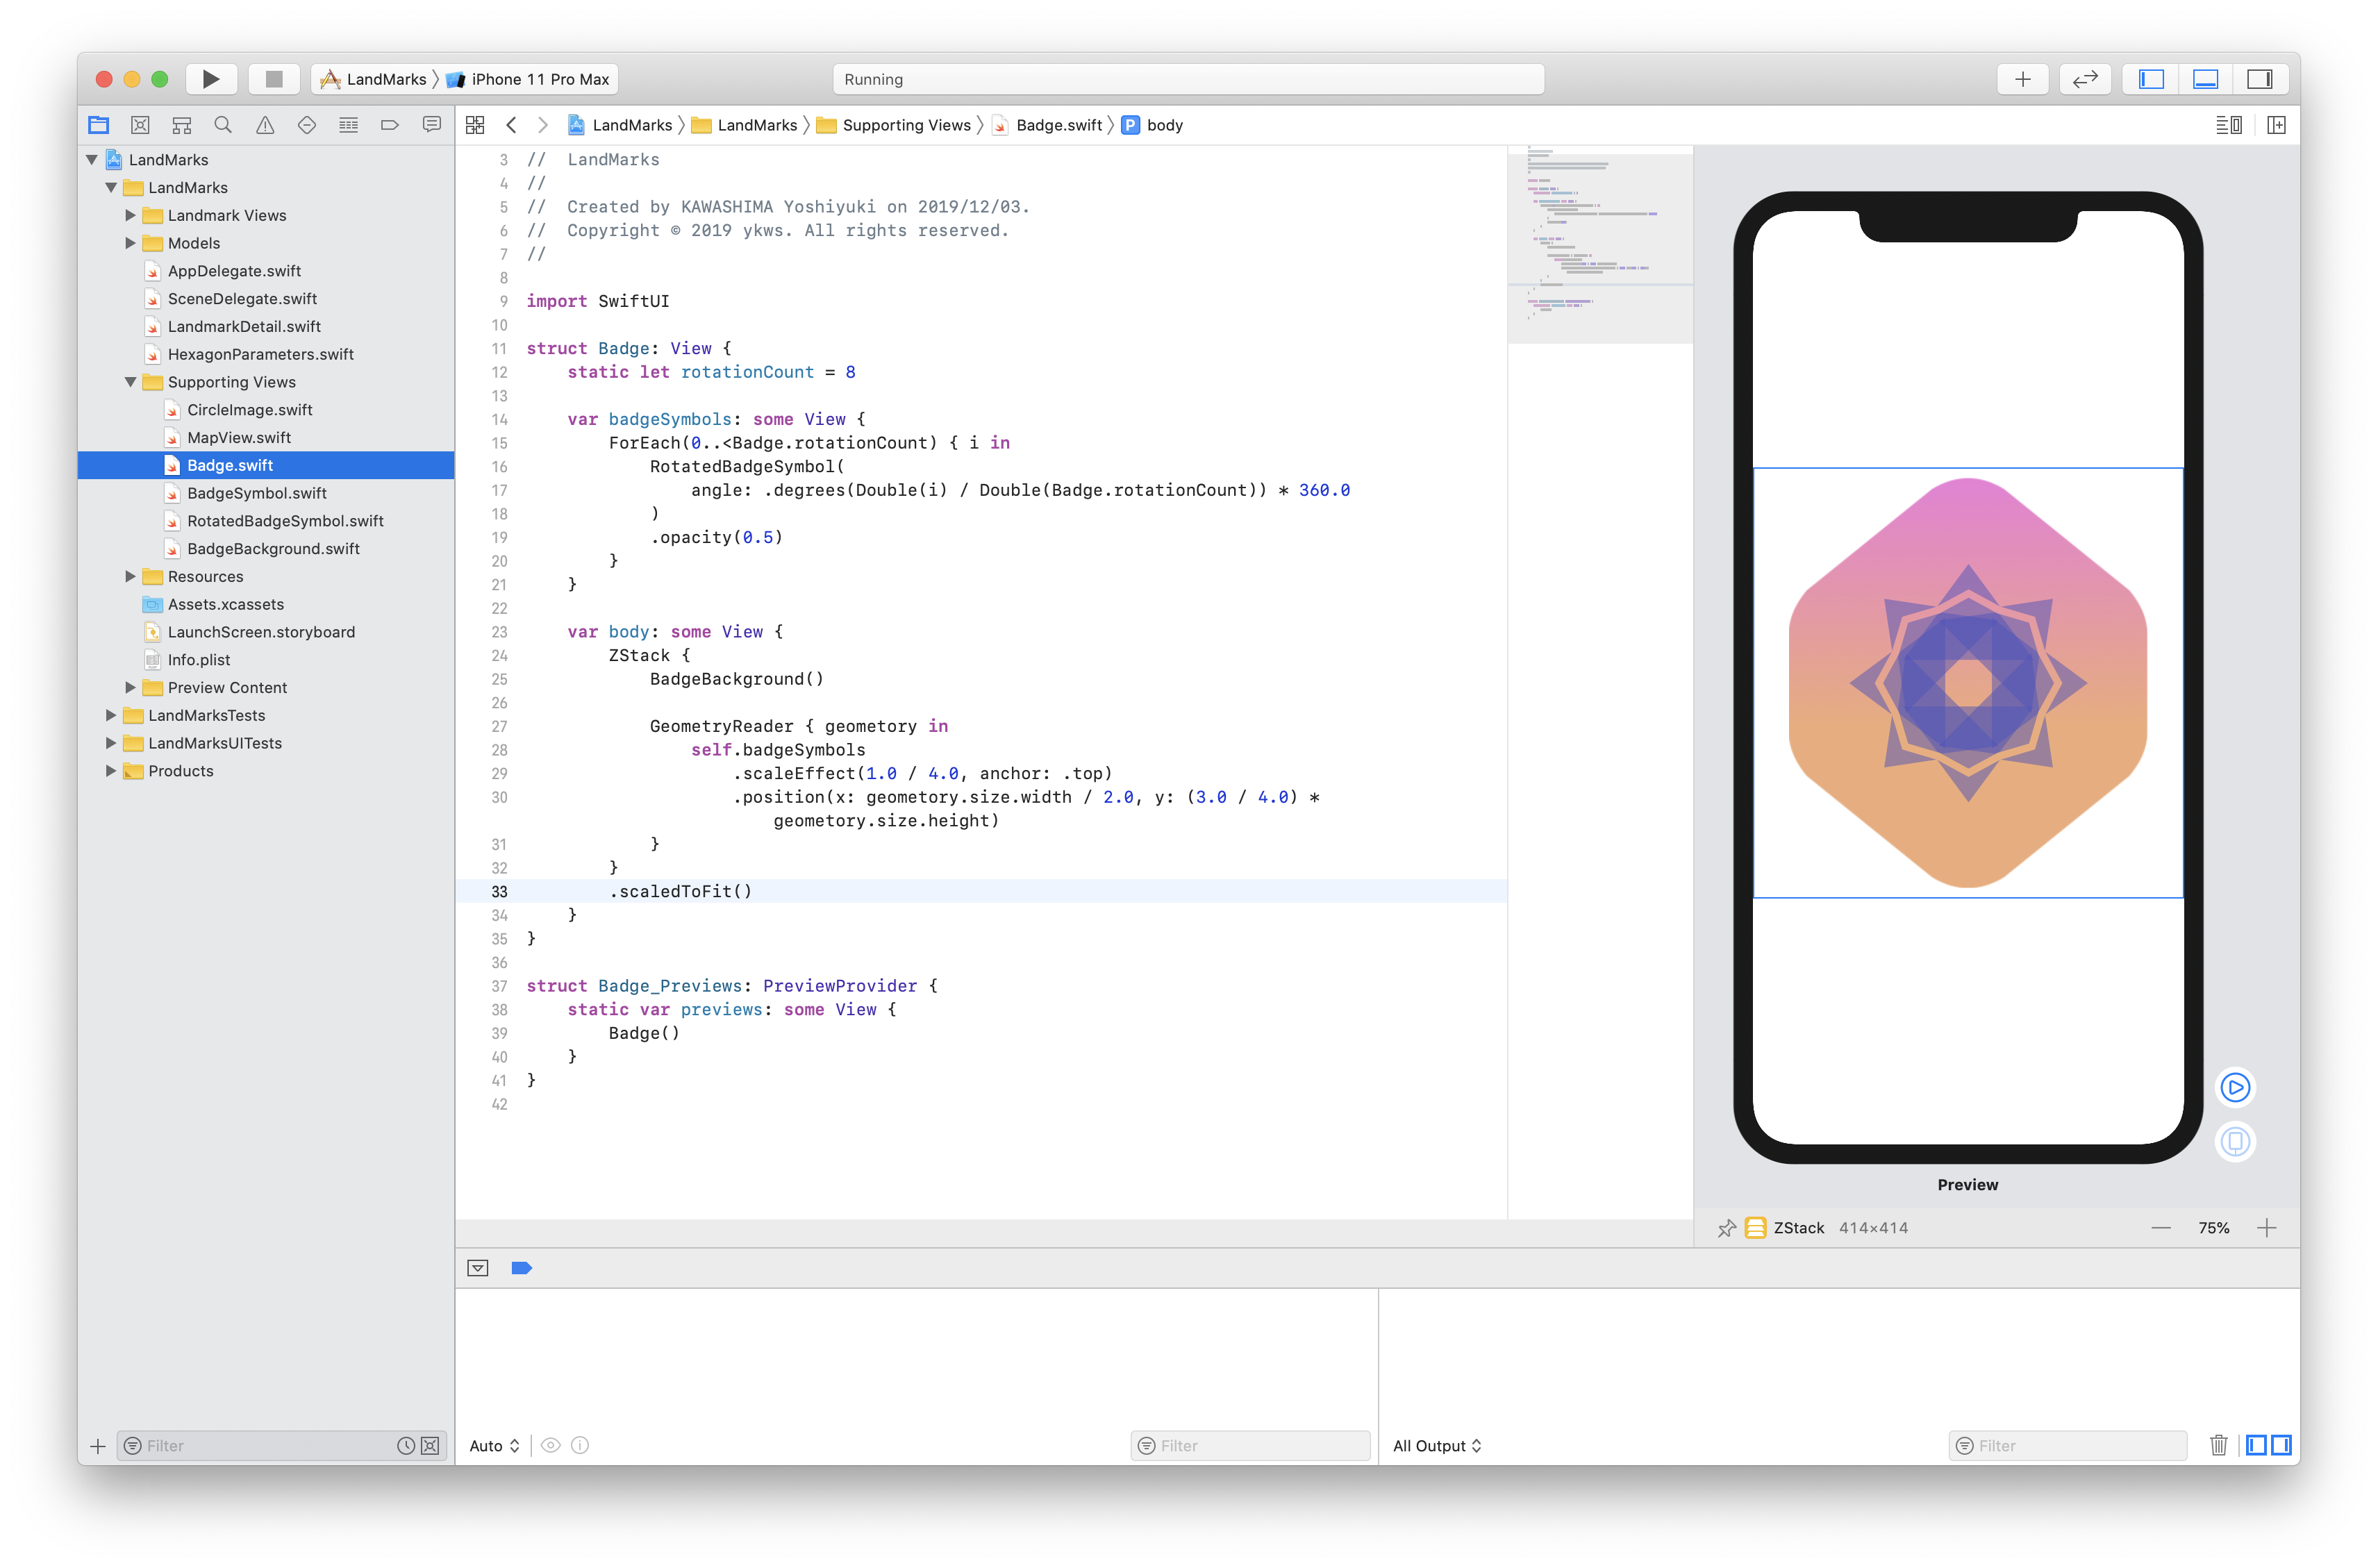 LandMarks iPhone 11 Pro Max
Running
LandMarks LandMarks Supporting Views Badge.swift P body
LandMarks
LandMarks
Landmark Views
Models
AppDelegate.swift
SceneDelegate.swift
LandmarkDetail.swift
HexagonParameters.swift
Supporting Views
CircleImage.swift
MapView.swift
Badge.swift
BadgeSymbol.swift
RotatedBadgeSymbol.swift
BadgeBackground.swift
Resources
Assets.xcassets
LaunchScreen.storyboard
Info.plist
Preview Content
LandMarksTests
LandMarksUITests
Products
Filter
3 //  LandMarks
4 //
5 //  Created by KAWASHIMA Yoshiyuki on 2019/12/03.
6 //  Copyright © 2019 ykws. All rights reserved.
7 //
8
9 import SwiftUI
10
11 struct Badge: View {
12     static let rotationCount = 8
13
14     var badgeSymbols: some View {
15         ForEach(0..<Badge.rotationCount) { i in
16             RotatedBadgeSymbol(
17                 angle: .degrees(Double(i) / Double(Badge.rotationCount)) * 360.0
18             )
19             .opacity(0.5)
20         }
21     }
22
23     var body: some View {
24         ZStack {
25             BadgeBackground()
26
27             GeometryReader { geometory in
28                 self.badgeSymbols
29                     .scaleEffect(1.0 / 4.0, anchor: .top)
30                     .position(x: geometory.size.width / 2.0, y: (3.0 / 4.0) *
                        geometory.size.height)
31             }
32         }
33         .scaledToFit()
34     }
35 }
36
37 struct Badge_Previews: PreviewProvider {
38     static var previews: some View {
39         Badge()
40     }
41 }
42
Preview
ZStack 414×414 75%
Auto Filter
All Output Filter